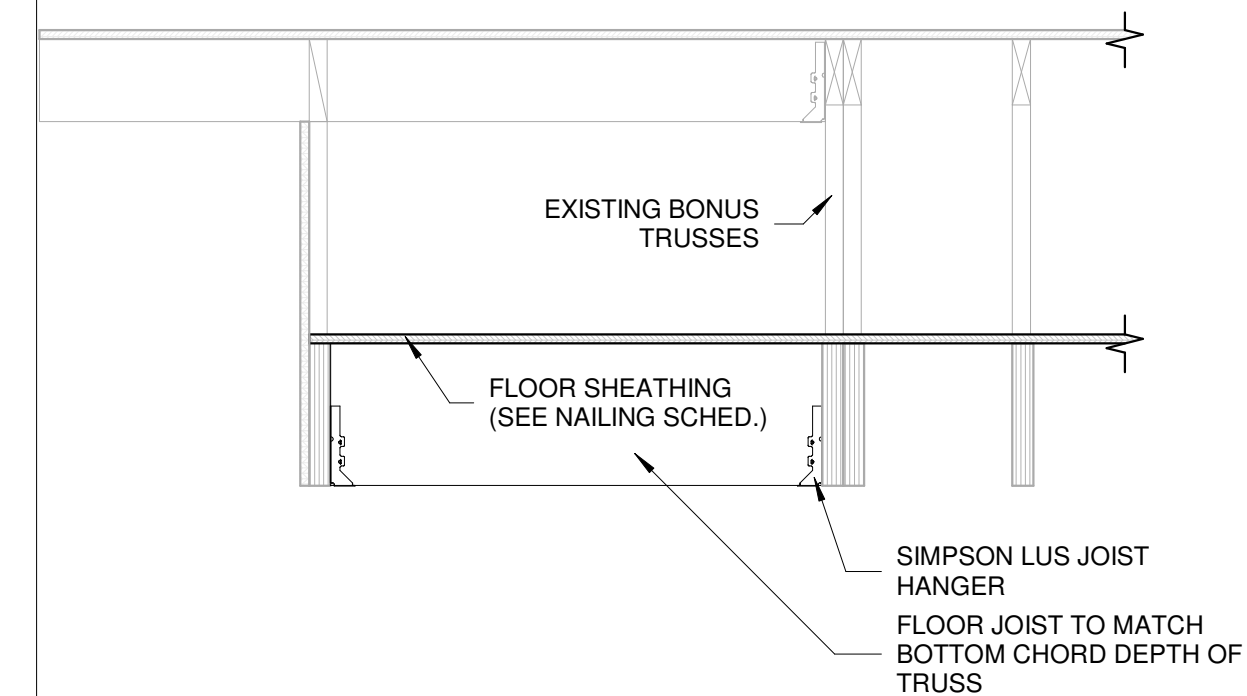 EXISTING BONUS
TRUSSES
FLOOR SHEATHING
(SEE NAILING SCHED.)
SIMPSON LUS JOIST
HANGER
FLOOR JOIST TO MATCH
BOTTOM CHORD DEPTH OF
TRUSS